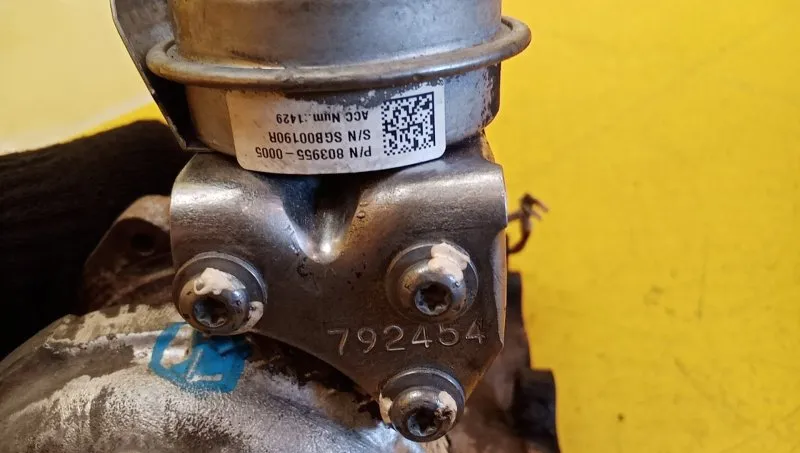 P/N 803955-0005
S/N SGB00190R
ACC Num.:1429
792454